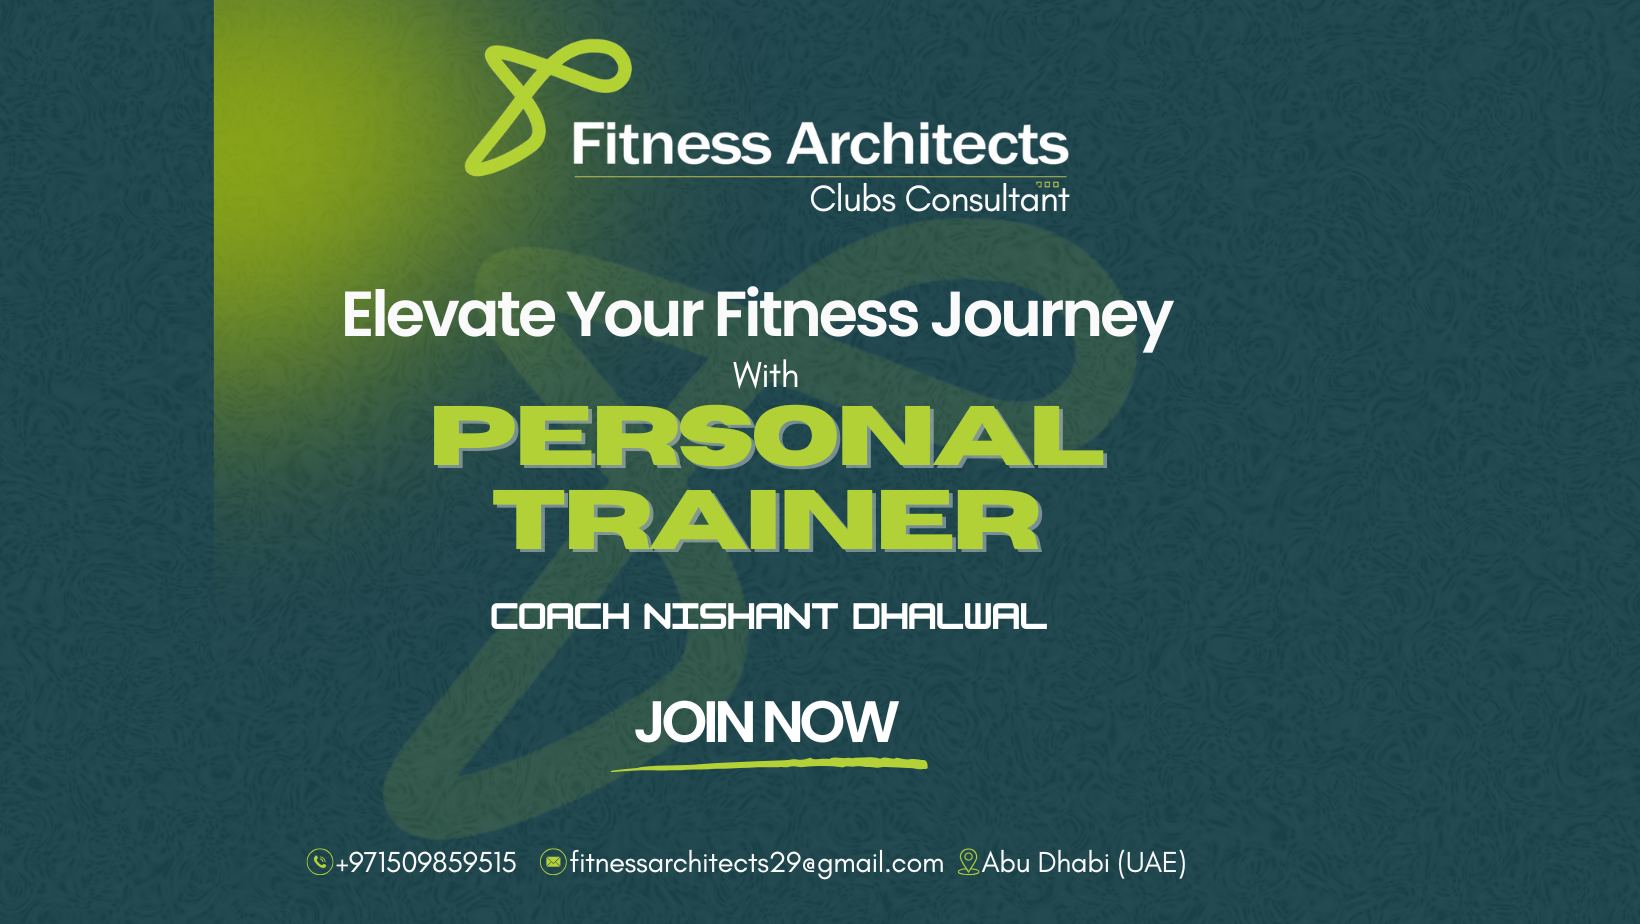 Fitness Architects
Clubs Consultant
Elevate Your Fitness Journey
With
PERSONAL
TRAINER
COACH NISHANT DHALWAL
JOIN NOW
+971509859515 fitnessarchitects29@gmail.com Abu Dhabi (UAE)